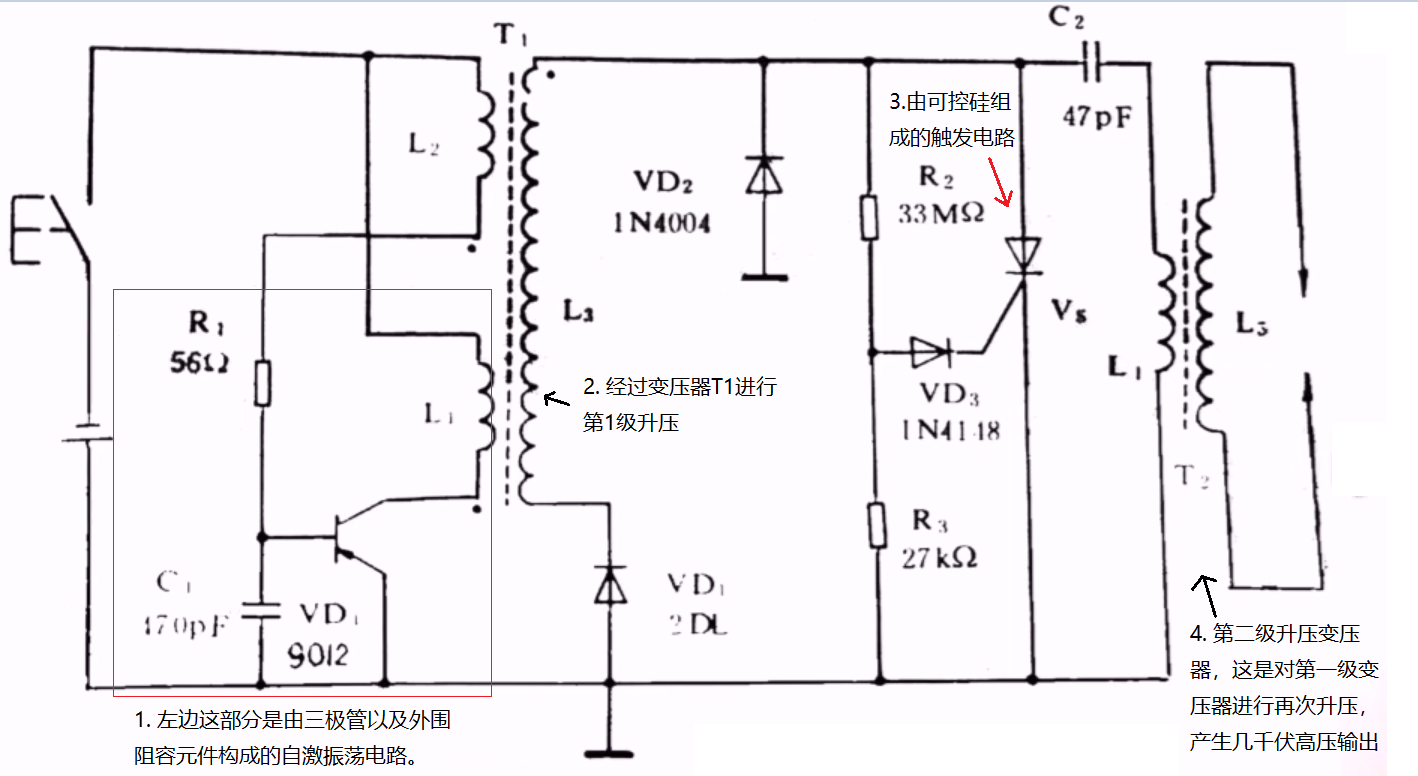 T₁
C₂
47pF
3.由可控硅组
成的触发电路
L₂
VD₂
1N4004
R₂
33MΩ
L₃
Vs
R₁
56Ω
L₁
2. 经过变压器T1进行
第1级升压
VD₃
1N4148
L₁
L₃
T₂
R₃
27kΩ
C₁
470pF
VD₁
9012
VD₁
2DL
4. 第二级升压变压
器，这是对第一级变
压器进行再次升压，
产生几千伏高压输出
1. 左边这部分是由三极管以及外围
阻容元件构成的自激振荡电路。